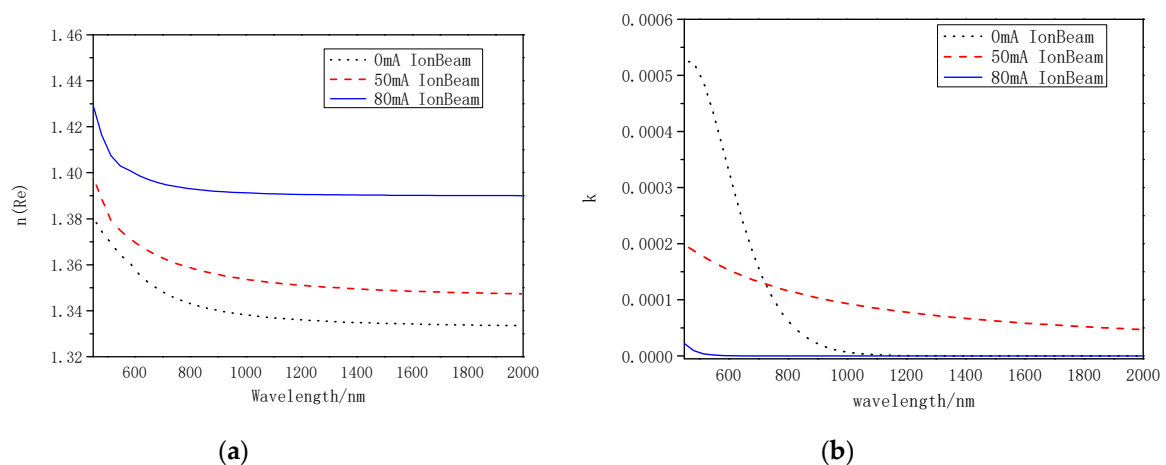 1.46
1.44
1.42
1.40
1.38
1.36
1.34
1.32
n(Re)
0mA IonBeam
50mA IonBeam
80mA IonBeam
600 800 1000 1200 1400 1600 1800 2000
Wavelength/nm
(a)
0.0006
0.0005
0.0004
0.0003
0.0002
0.0001
0.0000
k
0mA IonBeam
50mA IonBeam
80mA IonBeam
600 800 1000 1200 1400 1600 1800 2000
wavelength/nm
(b)